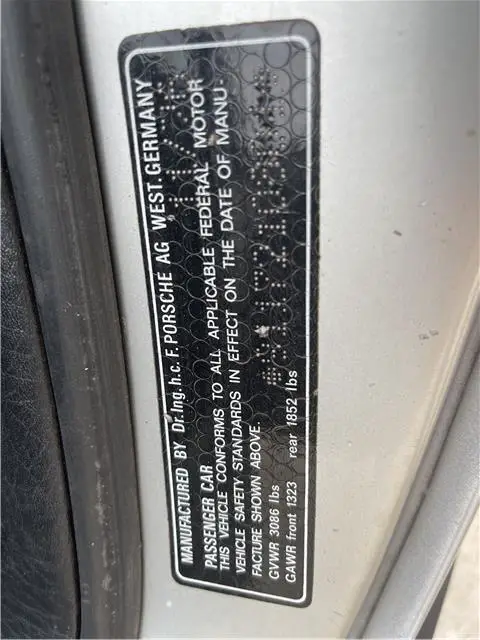 MANUFACTURED BY Dr. Ing. h.c. F. PORSCHE AG WEST. GERMANY
PASSENGER CAR
THIS VEHICLE CONFORMS TO ALL APPLICABLE FEDERAL MOTOR
VEHICLE SAFETY STANDARDS IN EFFECT ON THE DATE OF MANU-
FACTURE SHOWN ABOVE.
GVWR 3086 lbs
GAWR front 1323 rear 1852 lbs